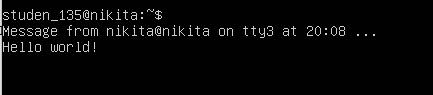 studen_135@nikita:~$
Message from nikita@nikita on tty3 at 20:08 ...
Hello world!